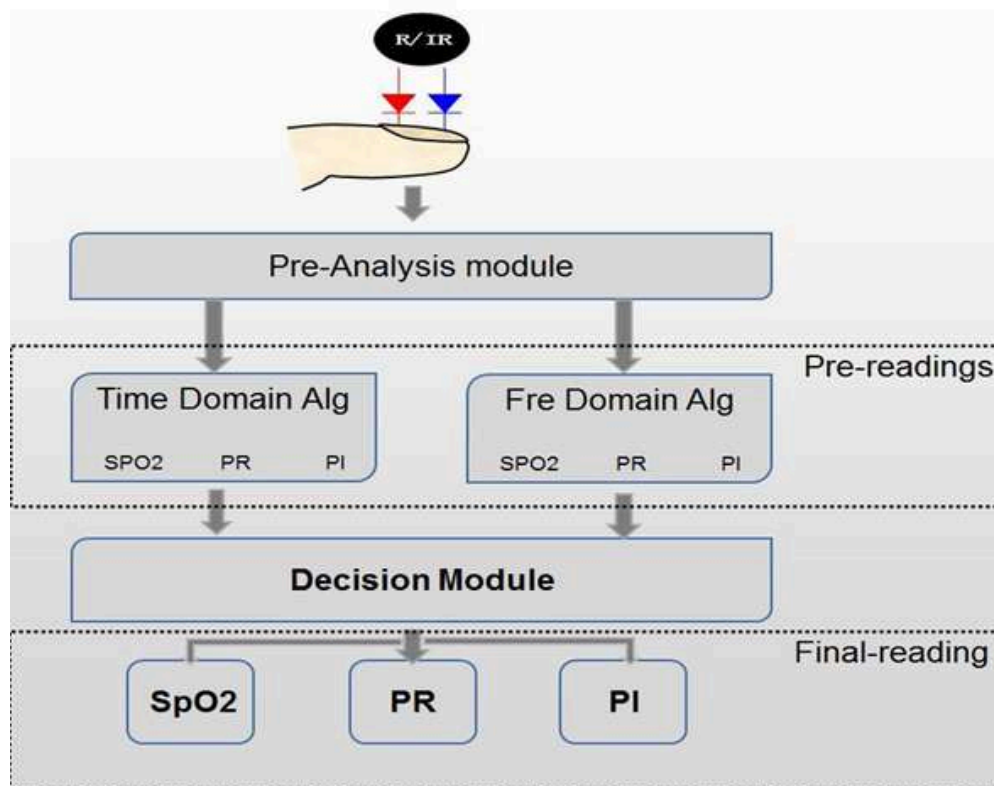 R/IR
Pre-Analysis module
Pre-readings
Time Domain Alg
Fre Domain Alg
SPO2 PR PI
SPO2 PR PI
Decision Module
Final-reading
SpO2
PR
PI